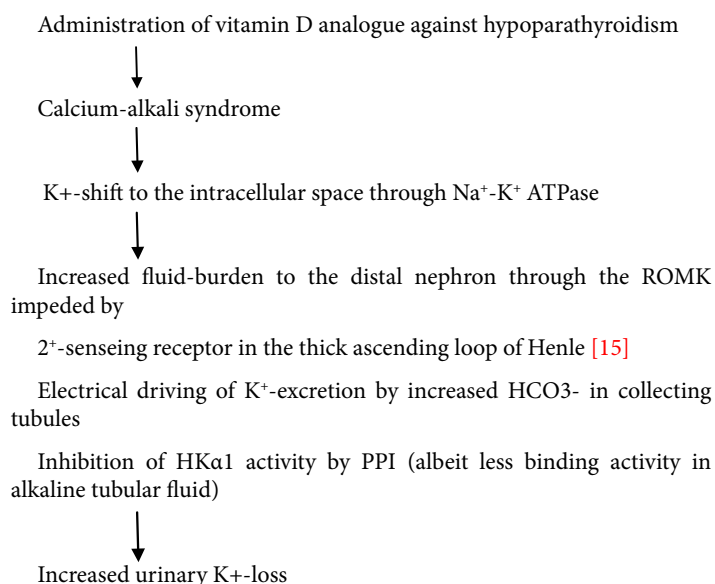 Administration of vitamin D analogue against hypoparathyroidism
Calcium-alkali syndrome
K+-shift to the intracellular space through Na⁺-K⁺ ATPase
Increased fluid-burden to the distal nephron through the ROMK
impeded by
2⁺-senseing receptor in the thick ascending loop of Henle [15]
Electrical driving of K⁺-excretion by increased HCO3- in collecting
tubules
Inhibition of HKα1 activity by PPI (albeit less binding activity in
alkaline tubular fluid)
Increased urinary K+-loss